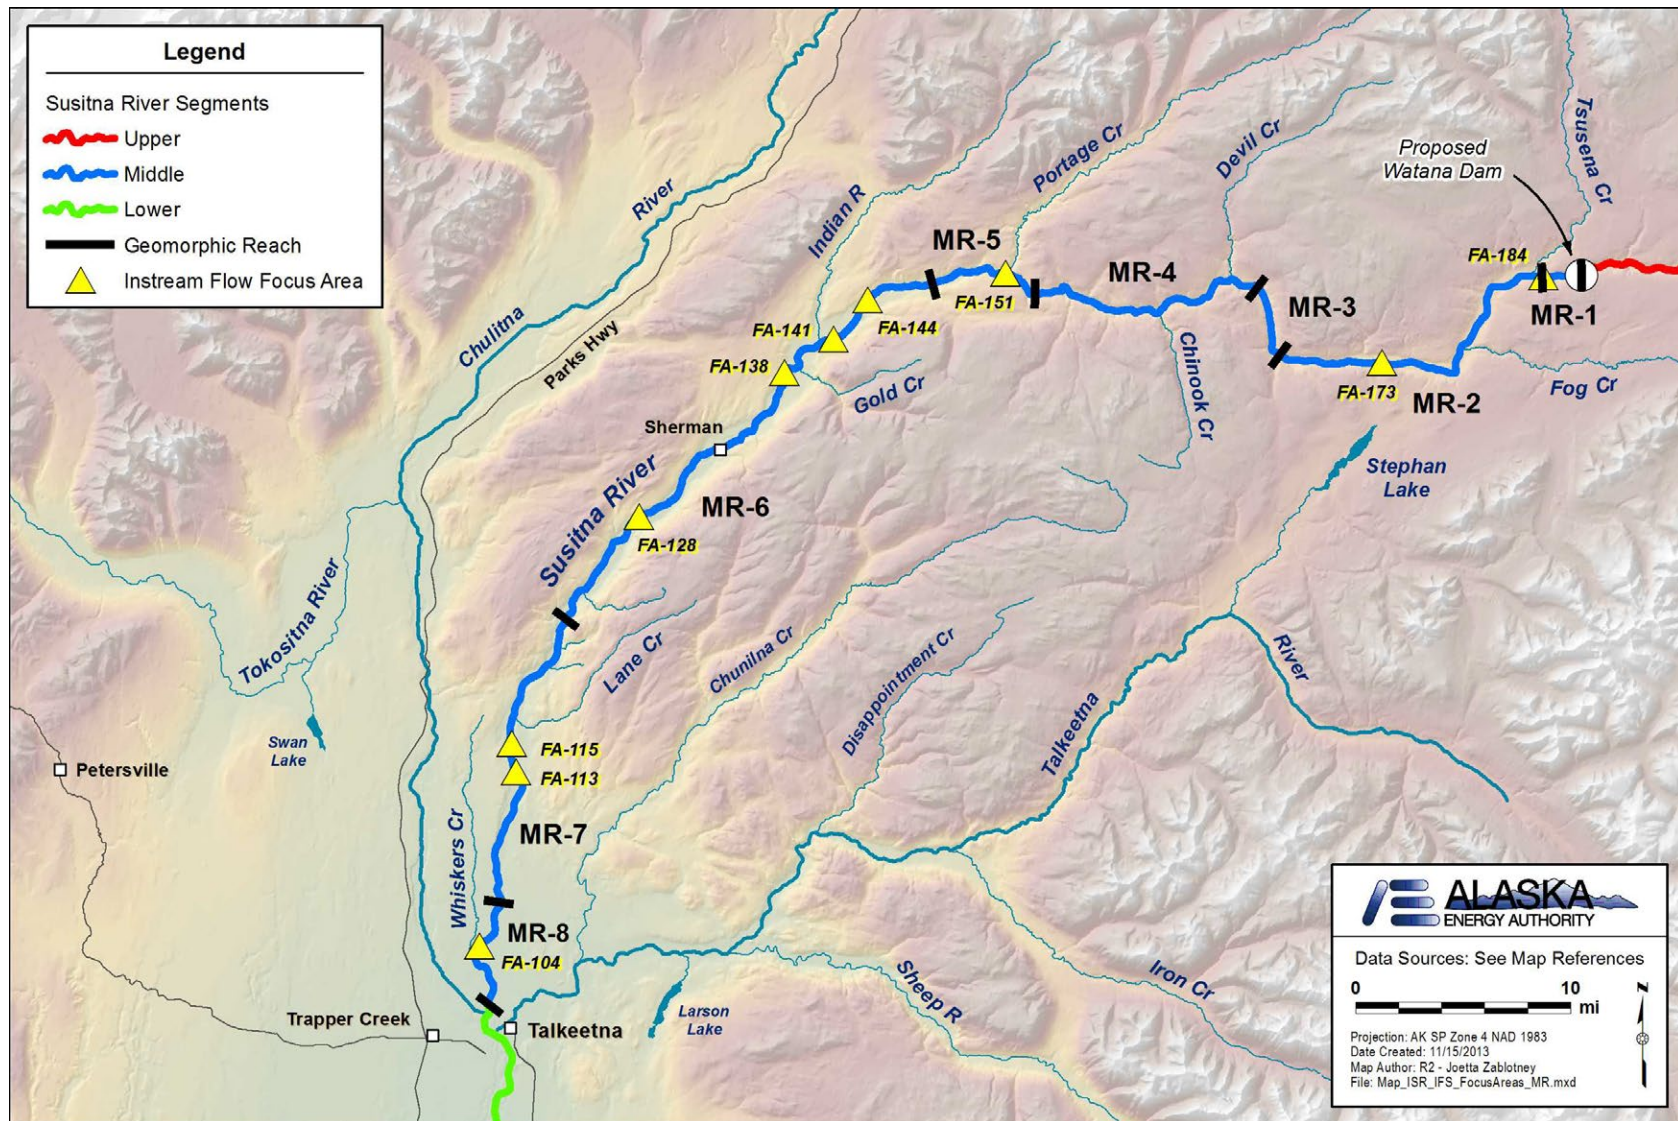 Legend
Susitna River Segments
Upper
Middle
Lower
Geomorphic Reach
Instream Flow Focus Area
Chulitna
River
Parks Hwy
Indian R
Portage Cr
Devil Cr
Tsusena Cr
Proposed
Watana Dam
MR-5
MR-4
FA-184
MR-1
FA-151
MR-3
FA-141
FA-144
FA-138
Gold Cr
Chinook Cr
FA-173
MR-2
Fog Cr
Sherman
Stephan
Lake
Susitna River
MR-6
FA-128
Tokositna River
Lane Cr
Chunilna Cr
Disappointment Cr
Talkeetna
River
Swan
Lake
Petersville
FA-115
FA-113
MR-7
Whiskers Cr
MR-8
FA-104
Sheep R
Iron Cr
Larson
Lake
Trapper Creek
Talkeetna
ALASKA
ENERGY AUTHORITY
Data Sources: See Map References
0 10
mi
N
Projection: AK SP Zone 4 NAD 1983
Date Created: 11/15/2013
Map Author: R2 - Joetta Zablotney
File: Map_ISR_IFS_FocusAreas_MR.mxd